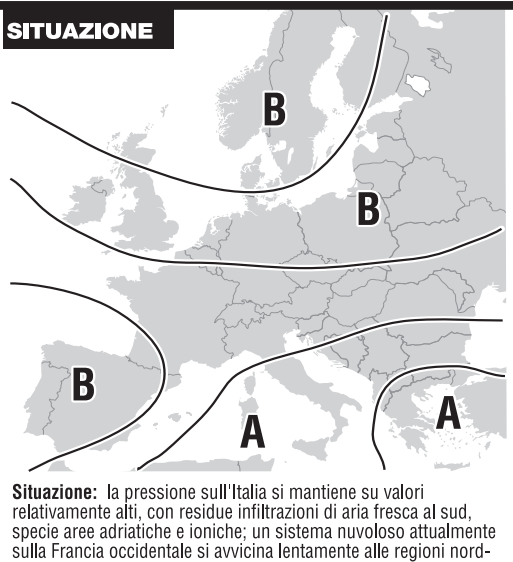 SITUAZIONE
B
B
B
A
A
Situazione: la pressione sull'Italia si mantiene su valori
relativamente alti, con residue infiltrazioni di aria fresca al sud,
specie aree adriatiche e ioniche; un sistema nuvoloso attualmente
sulla Francia occidentale si avvicina lentamente alle regioni nord-